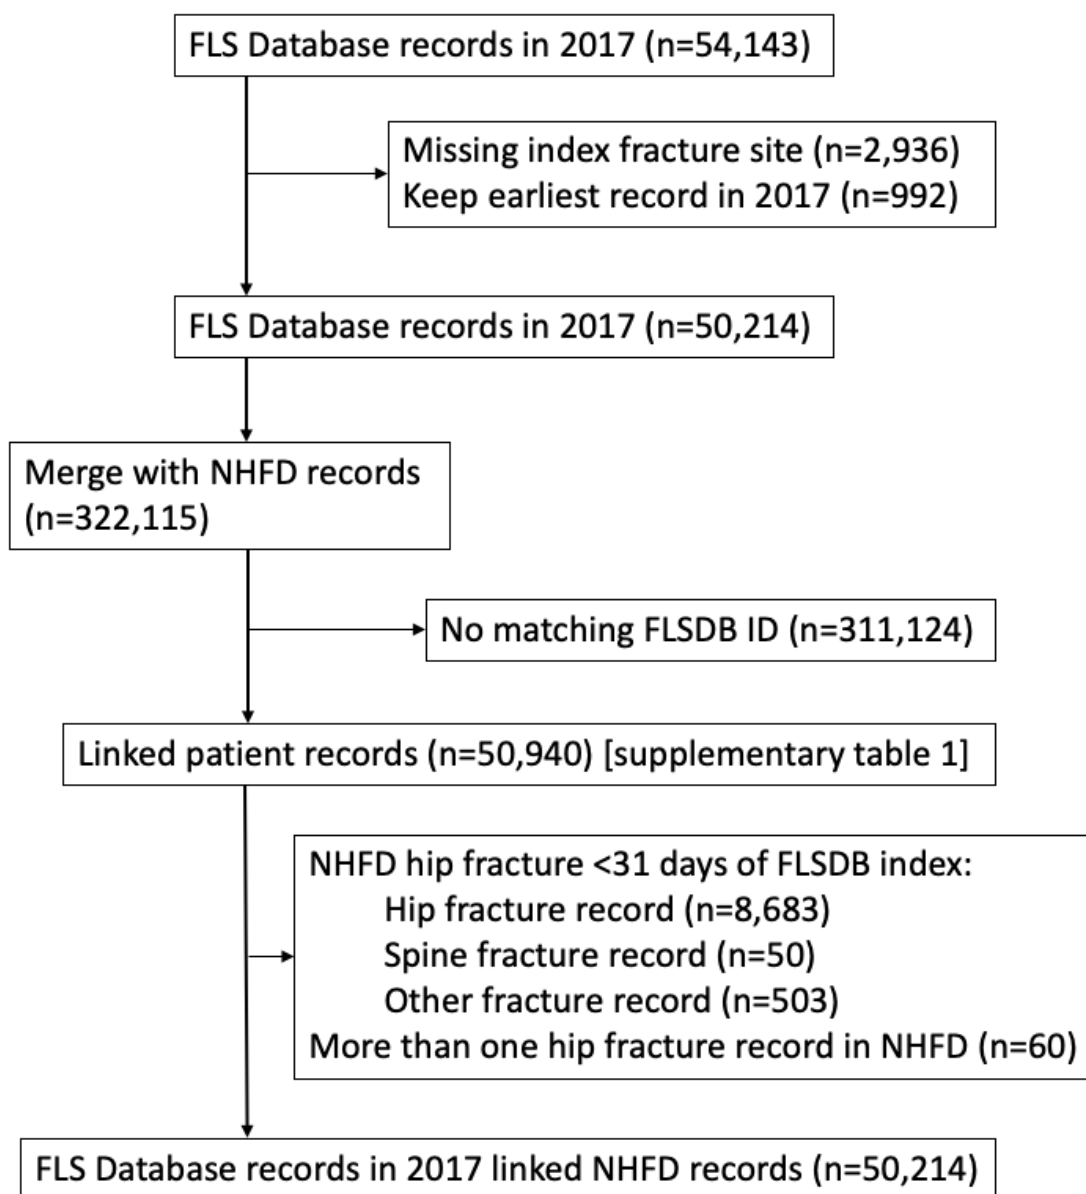 FLS Database records in 2017 (n=54,143)
Missing index fracture site (n=2,936)
Keep earliest record in 2017 (n=992)
FLS Database records in 2017 (n=50,214)
Merge with NHFD records
(n=322,115)
No matching FLSDB ID (n=311,124)
Linked patient records (n=50,940) [supplementary table 1]
NHFD hip fracture <31 days of FLSDB index:
Hip fracture record (n=8,683)
Spine fracture record (n=50)
Other fracture record (n=503)
More than one hip fracture record in NHFD (n=60)
FLS Database records in 2017 linked NHFD records (n=50,214)